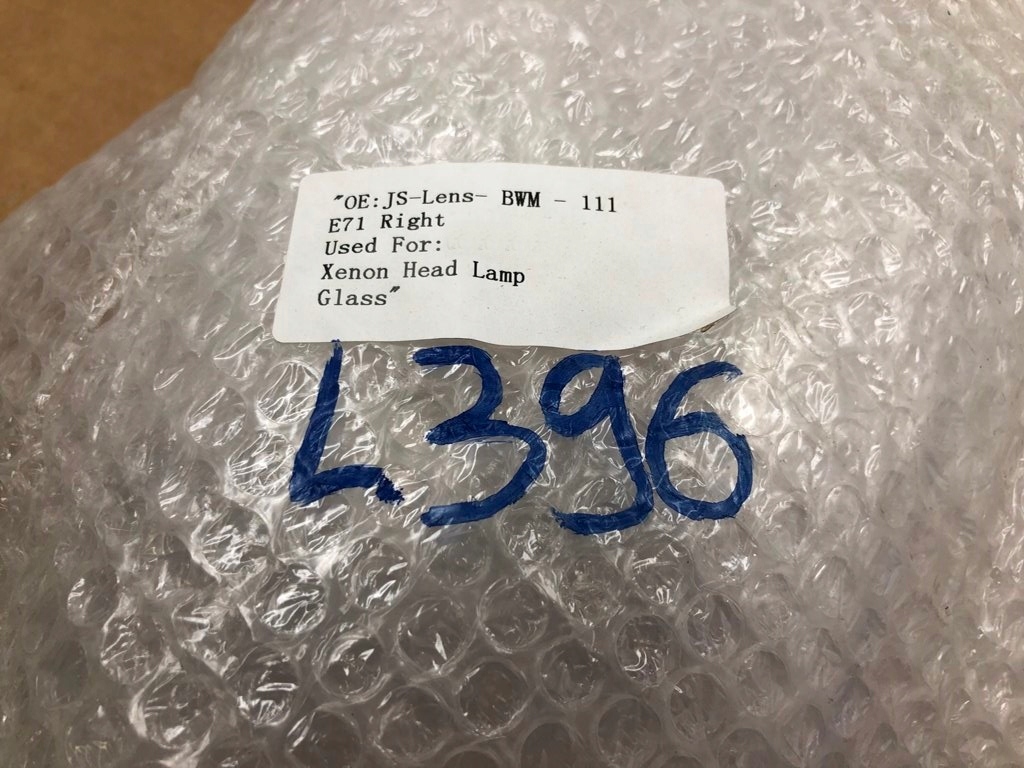 "OE:JS-Lens- BWM - 111
E71 Right
Used For:
Xenon Head Lamp
Glass"
L396